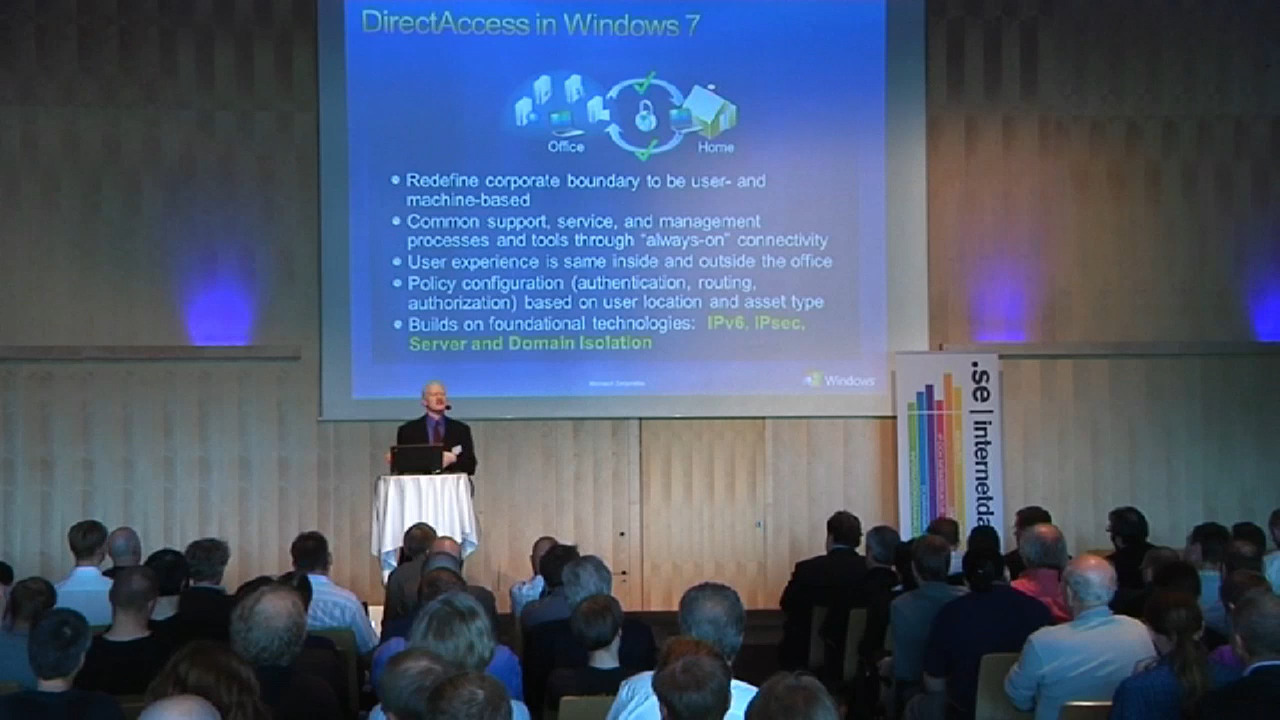 DirectAccess in Windows 7
Office
Home
Redefine corporate boundary to be user- and
machine-based
Common support, service, and management
processes and tools through "always-on" connectivity
User experience is same inside and outside the office
Policy configuration (authentication, routing,
authorization) based on user location and asset type
Builds on foundational technologies: IPv6, IPsec,
Server and Domain Isolation
Windows
.se | internetda